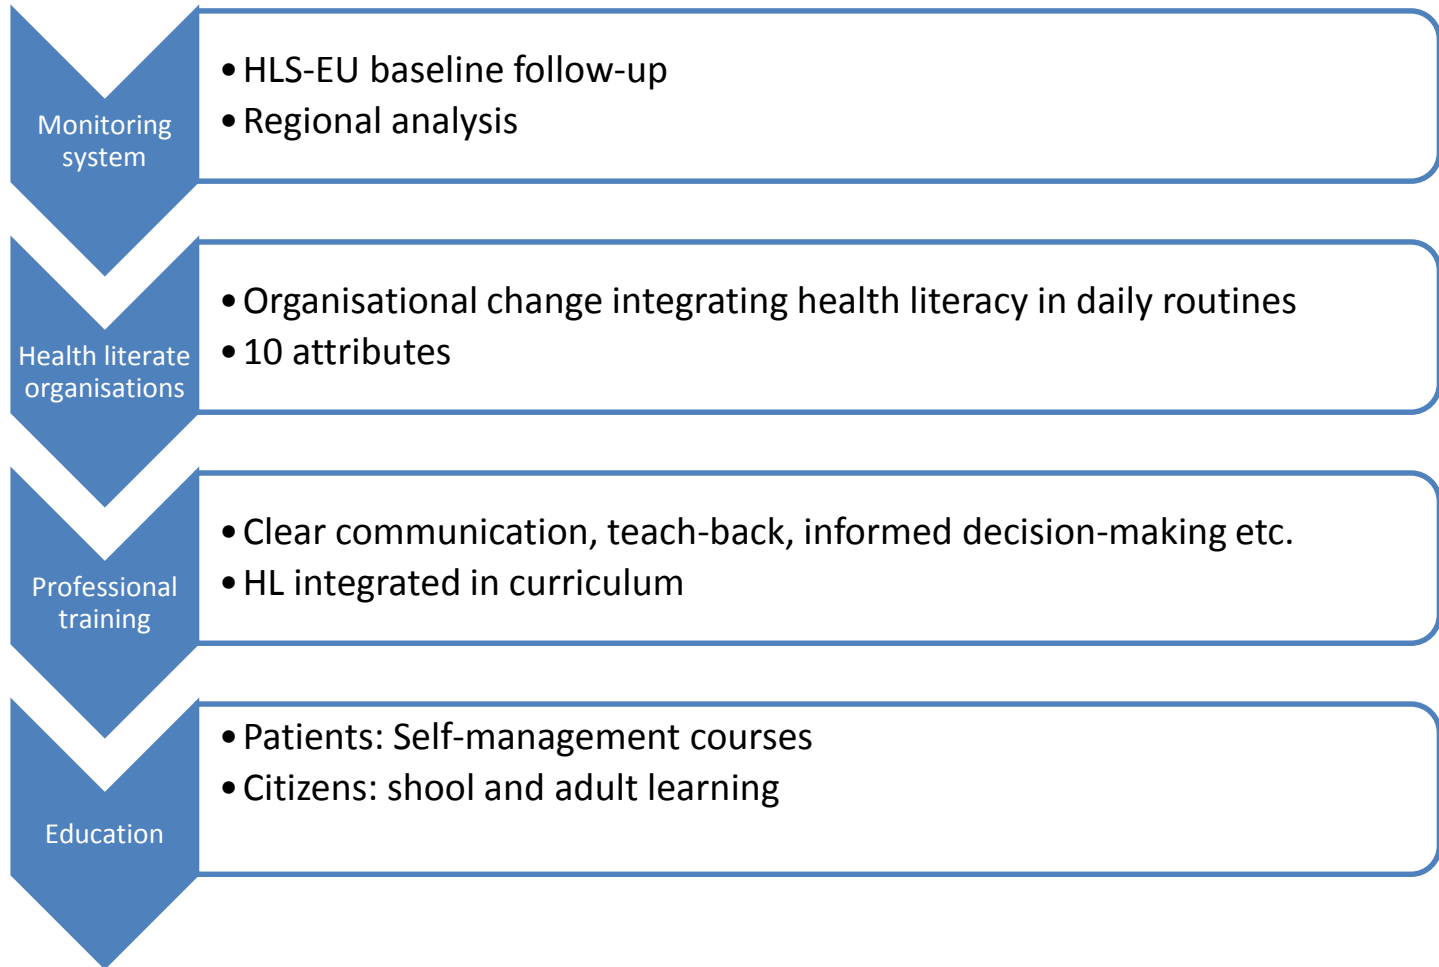 Monitoring
system
• HLS-EU baseline follow-up
• Regional analysis
Health literate
organisations
• Organisational change integrating health literacy in daily routines
• 10 attributes
Professional
training
• Clear communication, teach-back, informed decision-making etc.
• HL integrated in curriculum
Education
• Patients: Self-management courses
• Citizens: shool and adult learning